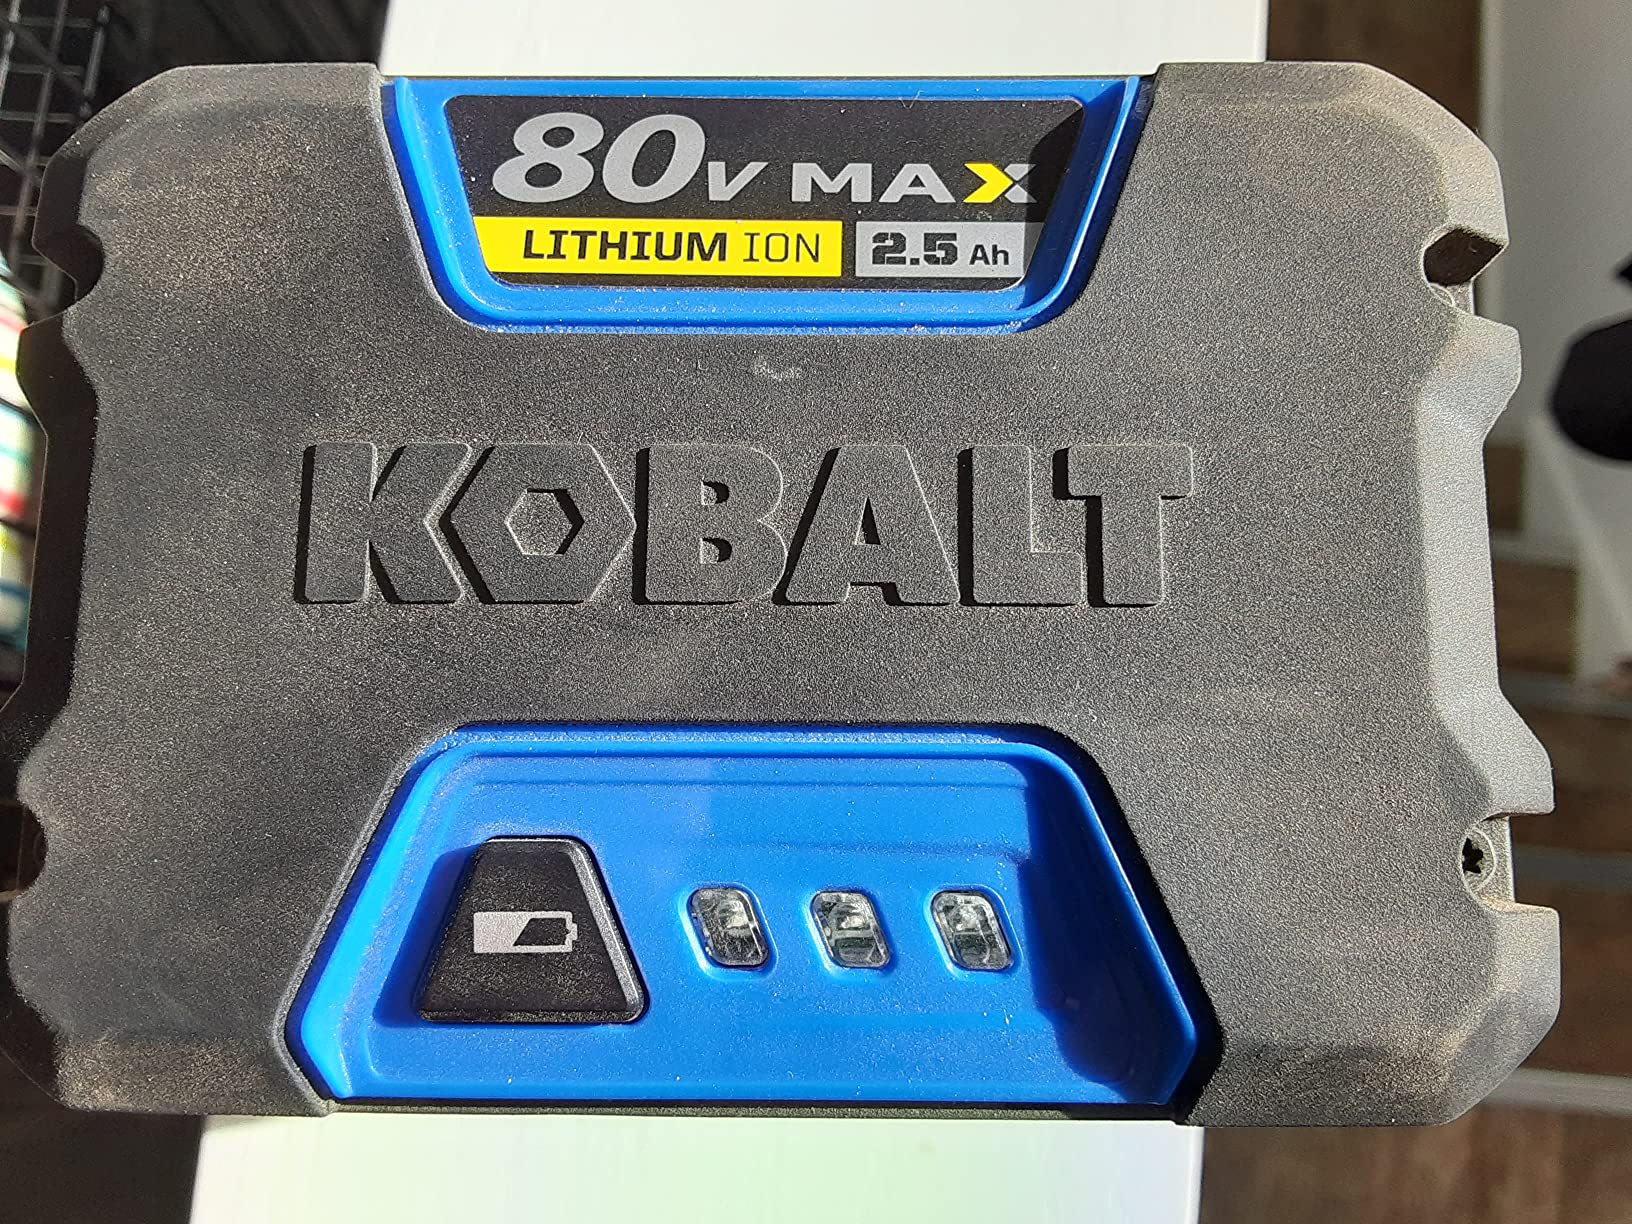 80V MAX
LITHIUM ION 2.5 Ah
KOBALT